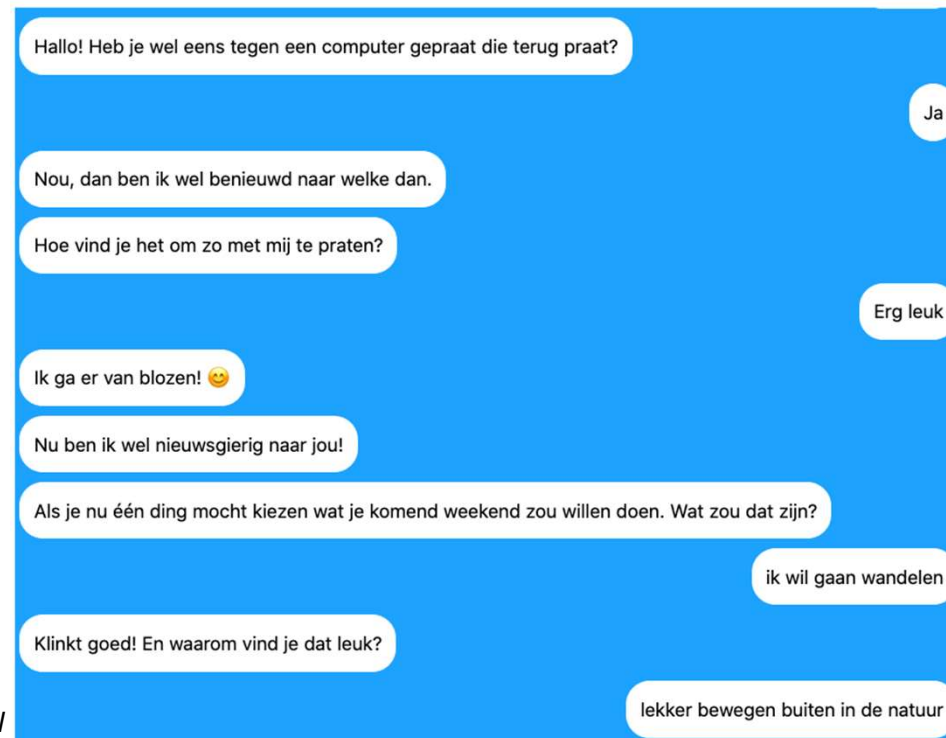 Hallo! Heb je wel eens tegen een computer gepraat die terug praat?
Ja
Nou, dan ben ik wel benieuwd naar welke dan.
Hoe vind je het om zo met mij te praten?
Erg leuk
Ik ga er van blozen! 😊
Nu ben ik wel nieuwsgierig naar jou!
Als je nu één ding mocht kiezen wat je komend weekend zou willen doen. Wat zou dat zijn?
ik wil gaan wandelen
Klinkt goed! En waarom vind je dat leuk?
lekker bewegen buiten in de natuur